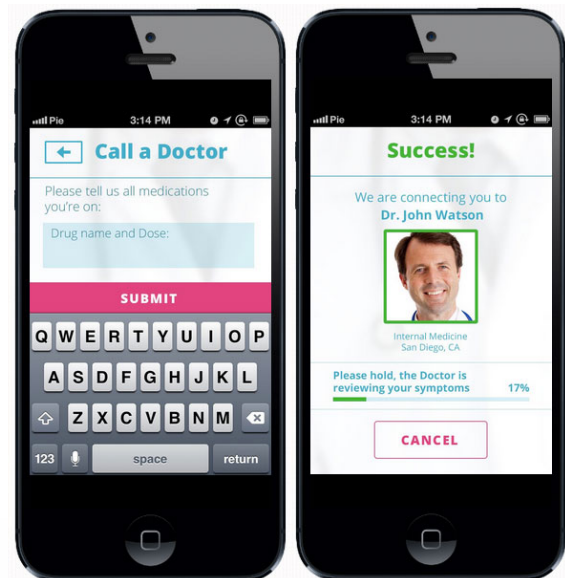 Pie 3:14 PM
Call a Doctor
Please tell us all medications
you're on:
Drug name and Dose:
SUBMIT
Q W E R T Y U I O P
A S D F G H J K L
Z X C V B N M
123 space return
Pie 3:14 PM
Success!
We are connecting you to
Dr. John Watson
Internal Medicine
San Diego, CA
Please hold, the Doctor is
reviewing your symptoms 17%
CANCEL